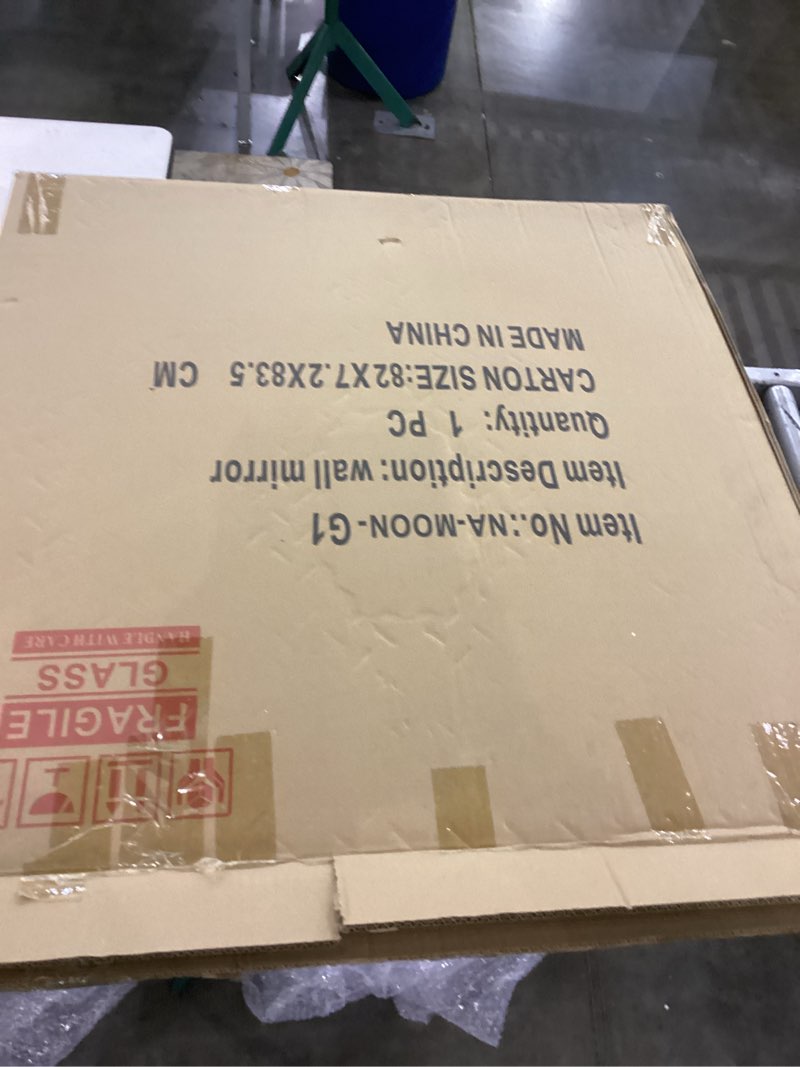 Item No.:NA-MOON-G1
Item Description: wall mirror
Quantity: 1 PC
CARTON SIZE:82X7.2X83.5 CM
MADE IN CHINA
FRAGILE
GLASS
HANDLE WITH CARE